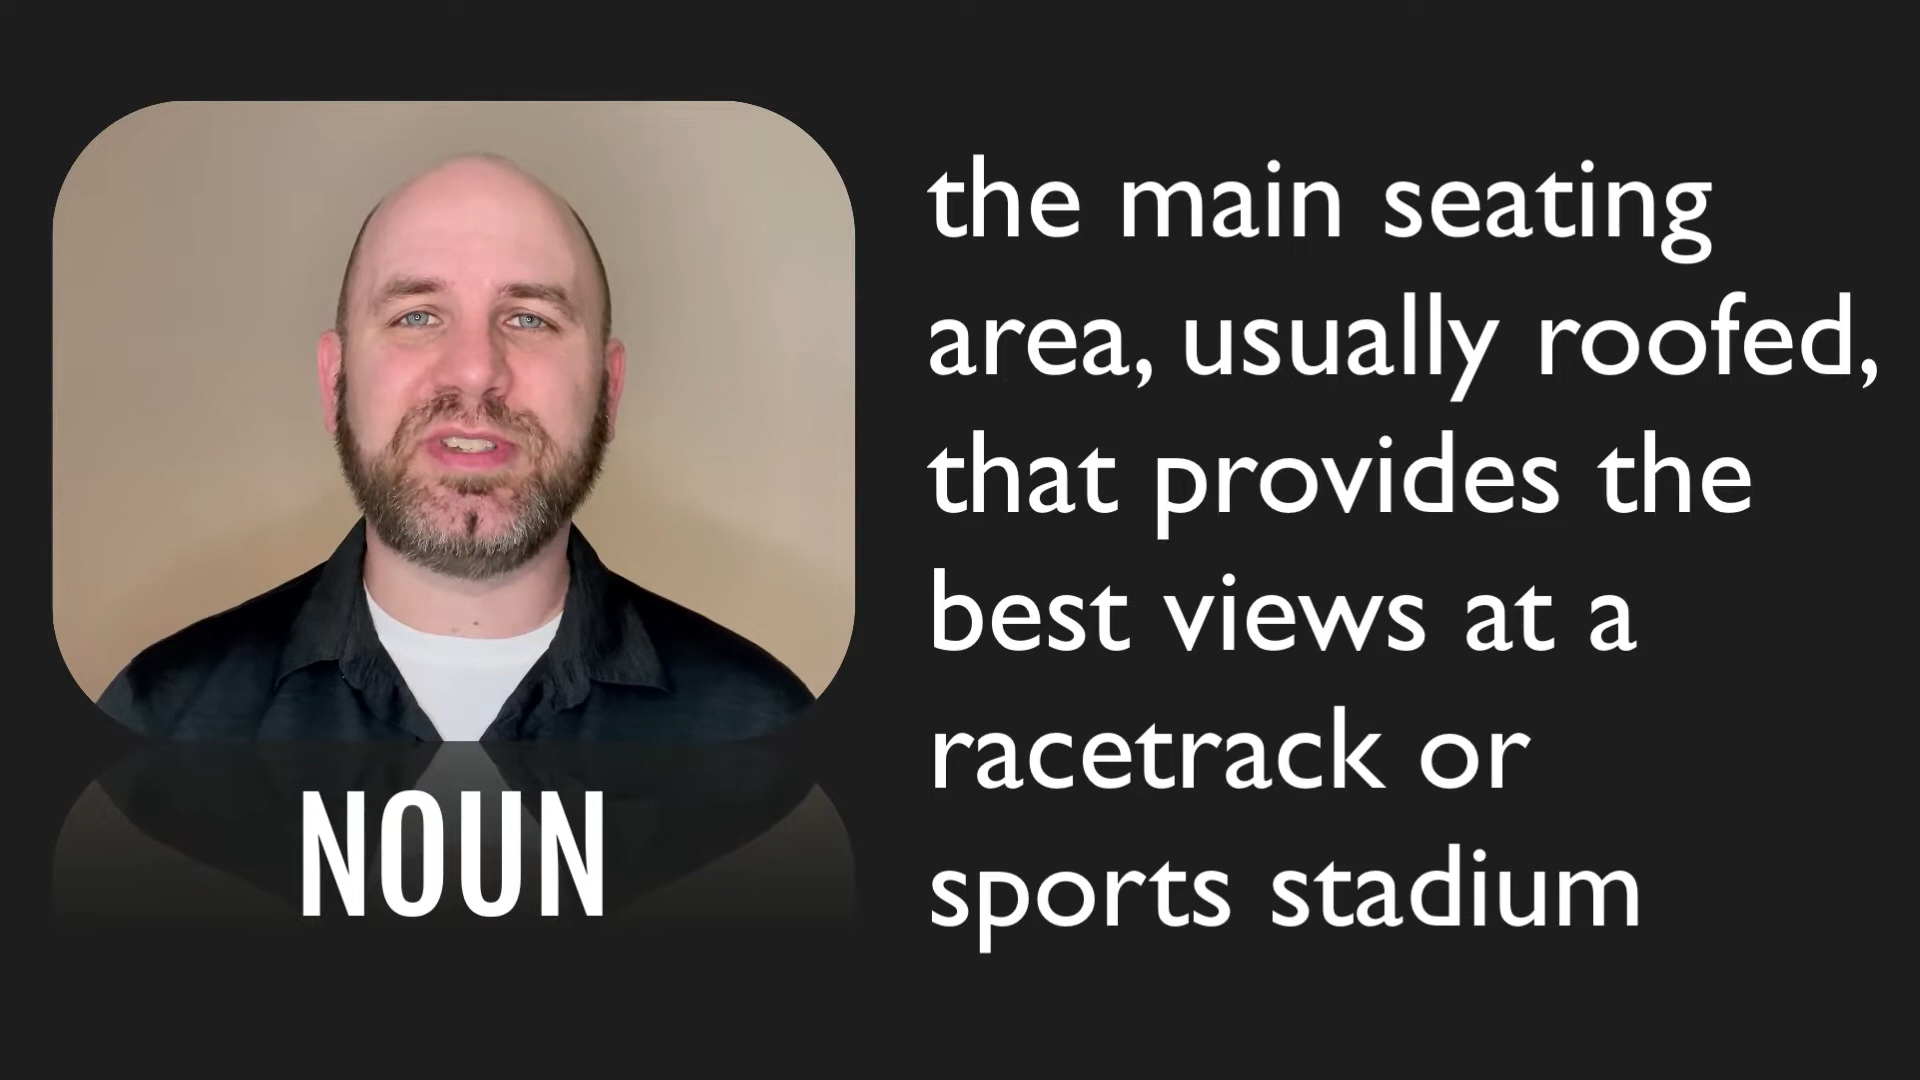 the main seating
area, usually roofed,
that provides the
best views at a
racetrack or
sports stadium
NOUN